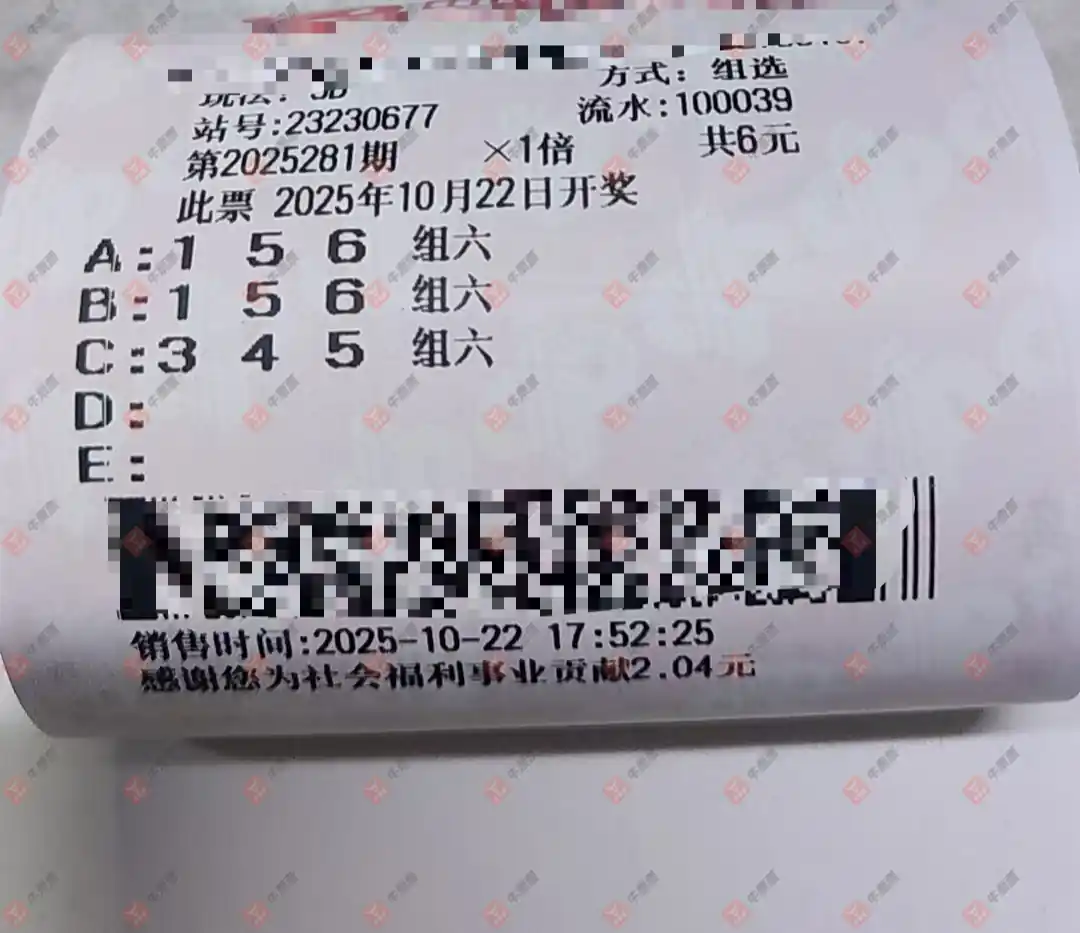 方式：组选
玩法：3D
站号:23230677 流水:100039
第2025281期 ×1倍 共6元
此票 2025年10月22日开奖
A:1 5 6 组六
B:1 5 6 组六
C:3 4 5 组六
D:
E:
销售时间:2025-10-22 17:52:25
感谢您为社会福利事业贡献2.04元